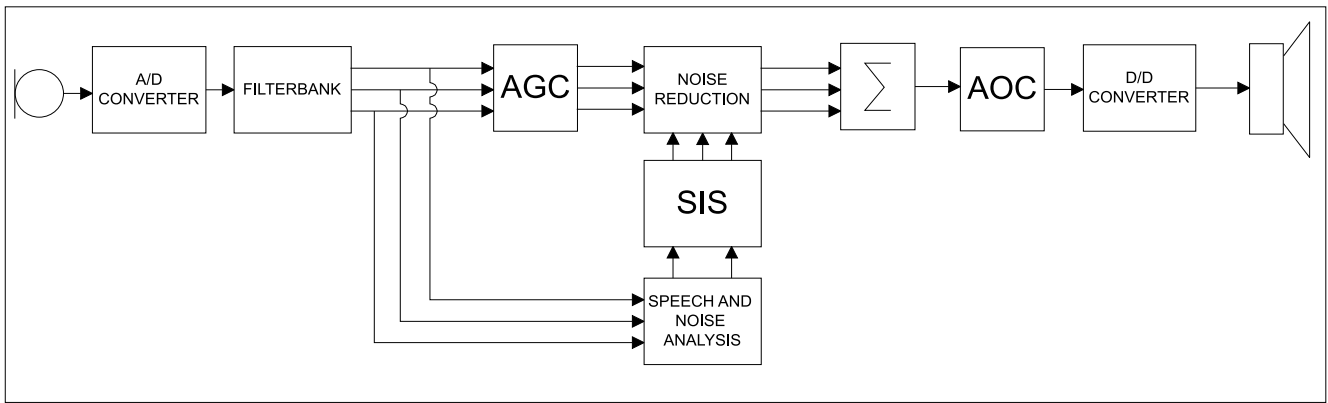 A/D
CONVERTER
FILTERBANK
AGC
NOISE
REDUCTION
Σ
AOC
D/D
CONVERTER
SIS
SPEECH AND
NOISE
ANALYSIS